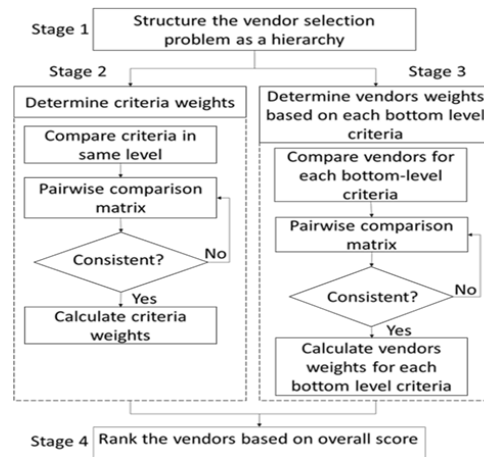 Stage 1
Structure the vendor selection
problem as a hierarchy
Stage 2
Determine criteria weights
Compare criteria in
same level
Pairwise comparison
matrix
Consistent?
No
Yes
Calculate criteria
weights
Stage 3
Determine vendors weights
based on each bottom level
criteria
Compare vendors for
each bottom-level
criteria
Pairwise comparison
matrix
Consistent?
No
Yes
Calculate vendors
weights for each
bottom level criteria
Stage 4
Rank the vendors based on overall score